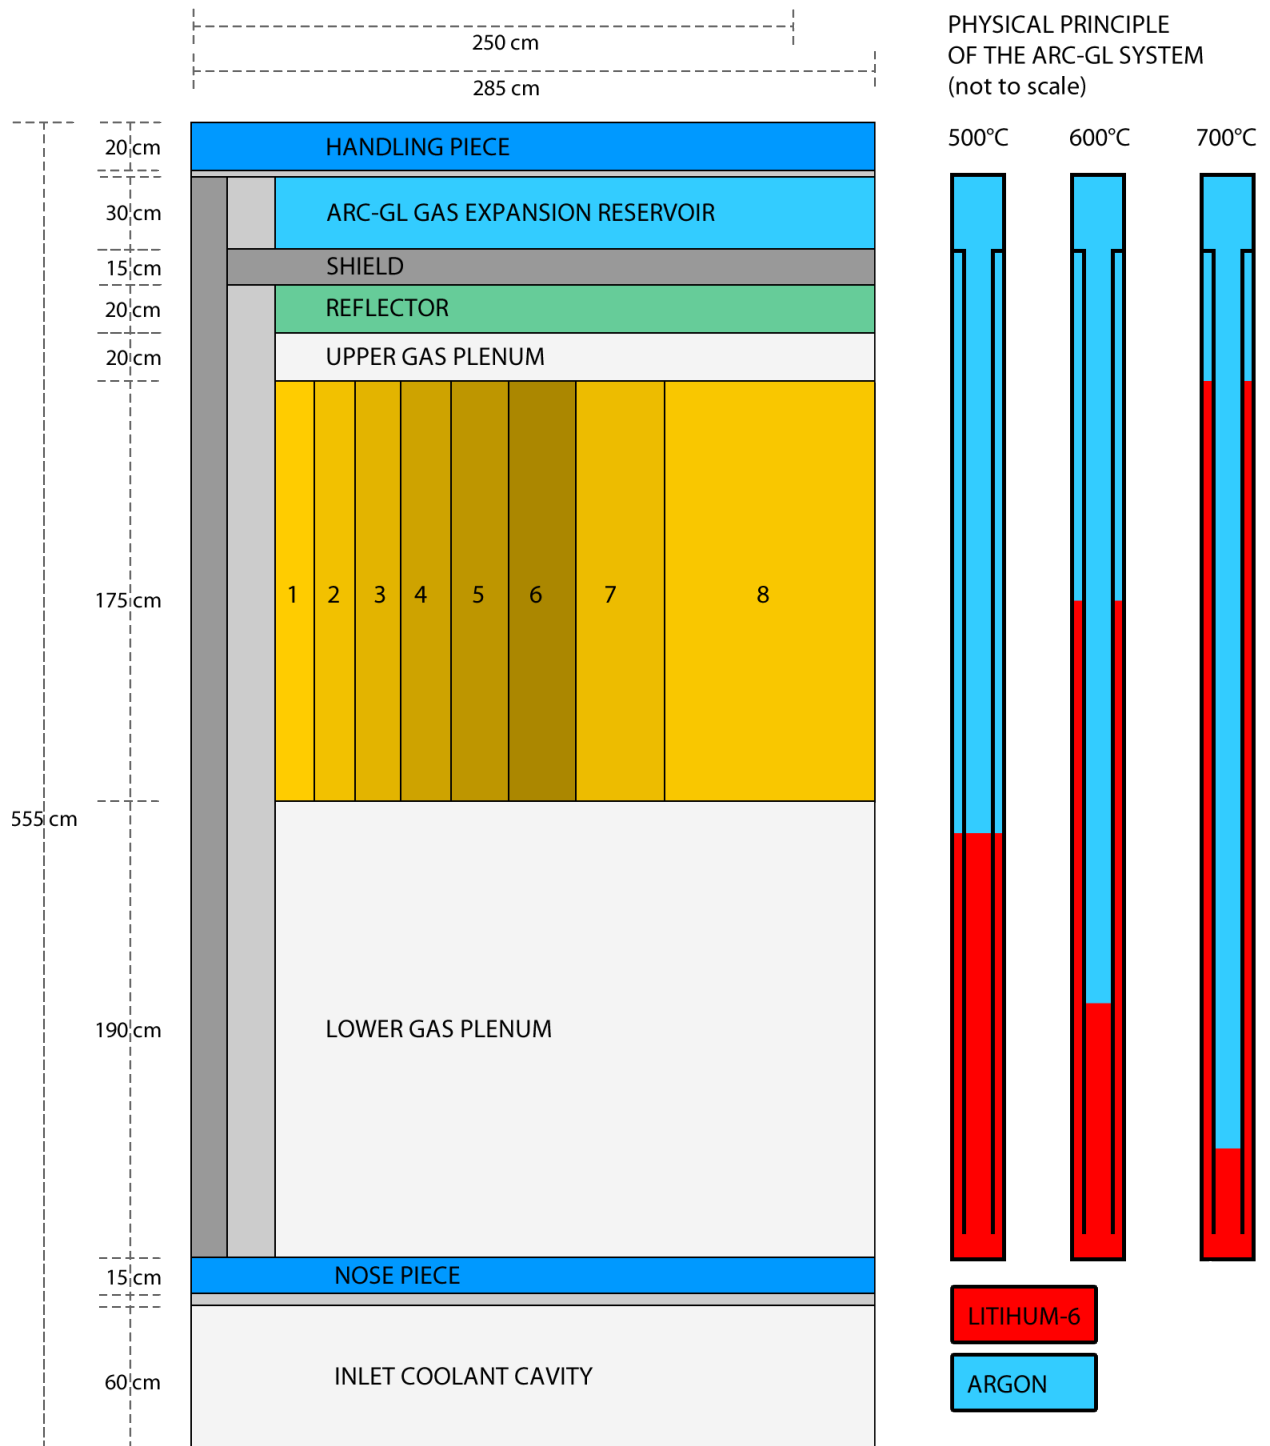 250 cm
285 cm
PHYSICAL PRINCIPLE
OF THE ARC-GL SYSTEM
(not to scale)
500°C
600°C
700°C
20 cm
HANDLING PIECE
30 cm
ARC-GL GAS EXPANSION RESERVOIR
15 cm
SHIELD
20 cm
REFLECTOR
20 cm
UPPER GAS PLENUM
175 cm
1 2 3 4 5 6 7 8
555 cm
190 cm
LOWER GAS PLENUM
15 cm
NOSE PIECE
60 cm
INLET COOLANT CAVITY
LITIHUM-6
ARGON